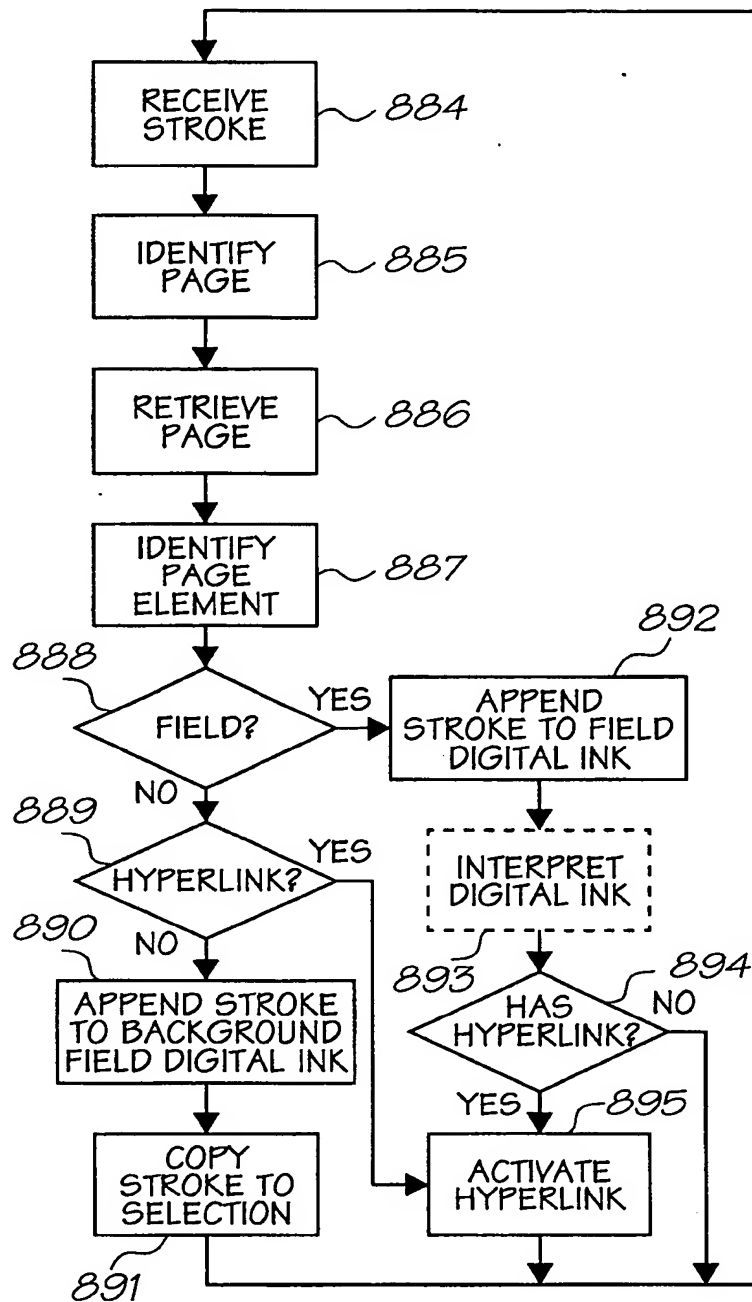 RECEIVE
STROKE
884
IDENTIFY
PAGE
885
RETRIEVE
PAGE
886
IDENTIFY
PAGE
ELEMENT
887
888
FIELD?
YES
NO
892
APPEND
STROKE TO FIELD
DIGITAL INK
889
HYPERLINK?
YES
NO
INTERPRET
DIGITAL INK
893
890
APPEND STROKE
TO BACKGROUND
FIELD DIGITAL INK
894
HAS
HYPERLINK?
NO
YES
COPY
STROKE TO
SELECTION
891
895
ACTIVATE
HYPERLINK